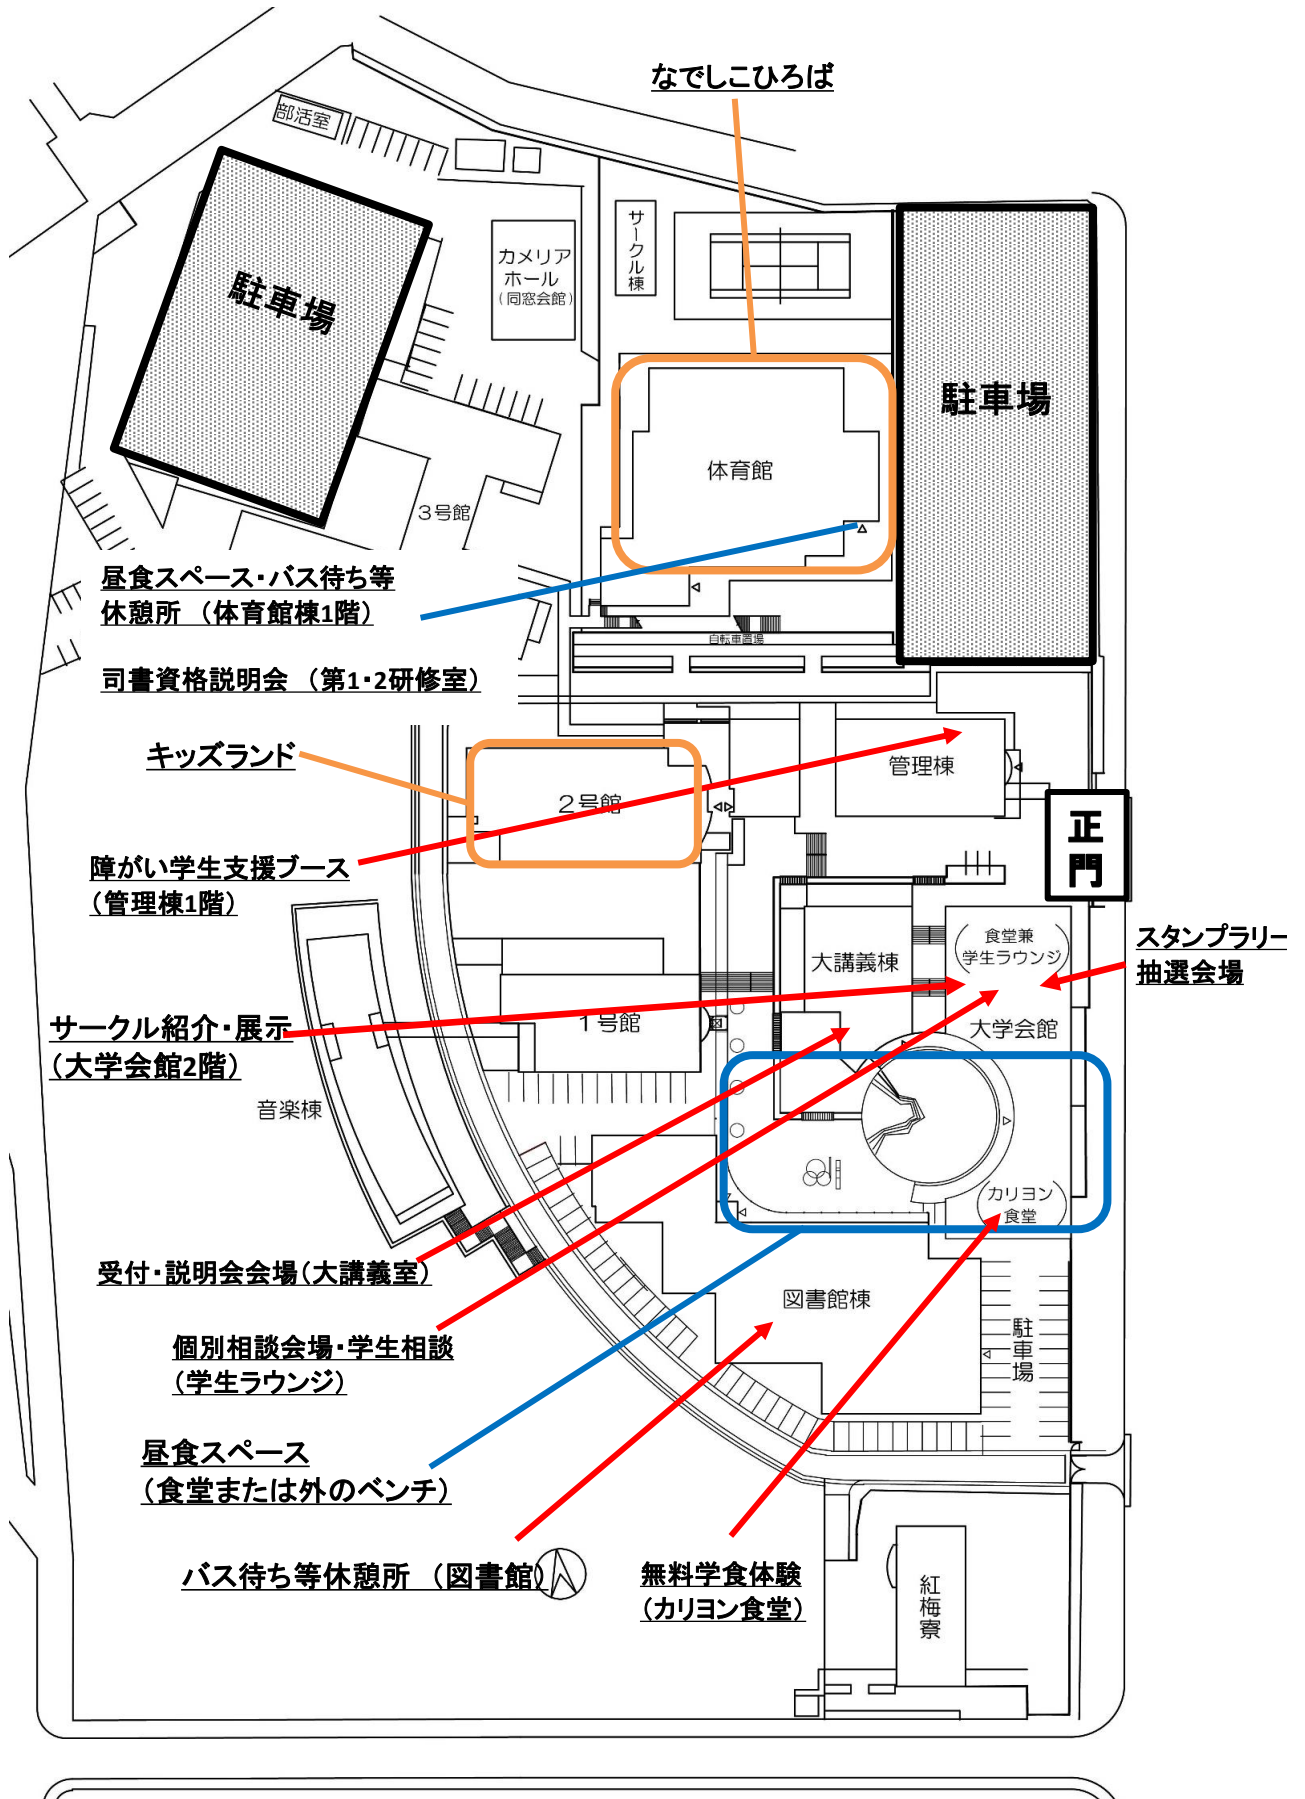 なでしこひろば
部活室
サークル棟
カメリア
ホール
（同窓会館）
駐車場
駐車場
体育館
3号館
昼食スペース・バス待ち等
休憩所　（体育館棟1階）
自転車置場
司書資格説明会　（第1・2研修室）
キッズランド
管理棟
2号館
正門
障がい学生支援ブース
（管理棟1階）
スタンプラリー
抽選会場
食堂兼
学生ラウンジ
大講義棟
サークル紹介・展示
（大学会館2階）
1号館
大学会館
音楽棟
カリヨン
食堂
受付・説明会会場（大講義室）
図書館棟
個別相談会場・学生相談
（学生ラウンジ）
駐車場
昼食スペース
（食堂または外のベンチ）
バス待ち等休憩所　（図書館）
無料学食体験
（カリヨン食堂）
紅梅寮